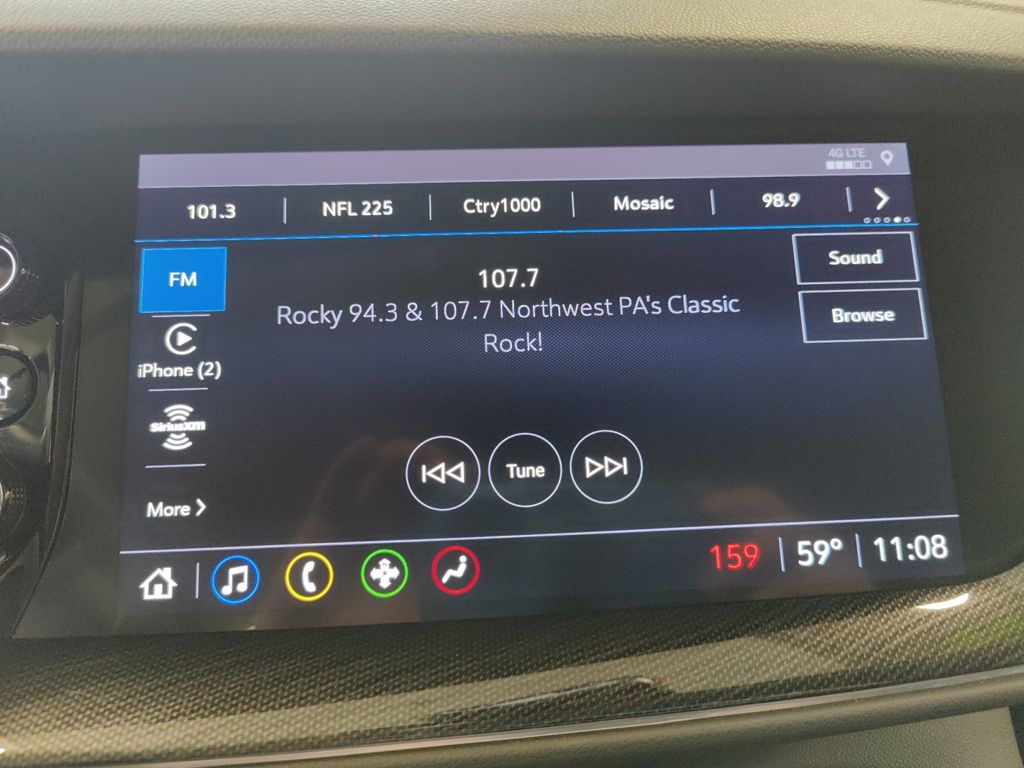 4G LTE
101.3 NFL 225 Ctry1000 Mosaic 98.9
FM
107.7
Sound
Rocky 94.3 & 107.7 Northwest PA's Classic
Rock!
Browse
iPhone (2)
SiriusXM
Tune
More
159 59° 11:08